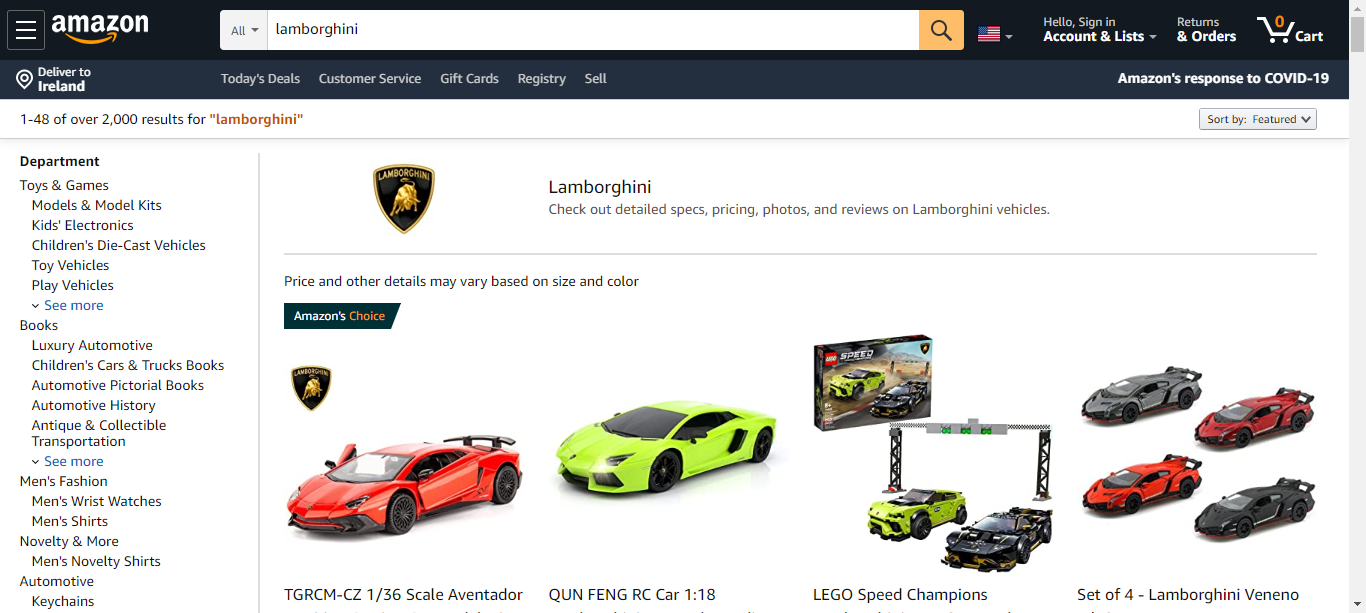 amazon
All
lamborghini
Hello, Sign in
Account & Lists
Returns
& Orders
0
Cart
Deliver to
Ireland
Today's Deals
Customer Service
Gift Cards
Registry
Sell
Amazon's response to COVID-19
1-48 of over 2,000 results for "lamborghini"
Sort by: Featured
Department
Toys & Games
Models & Model Kits
Kids' Electronics
Children's Die-Cast Vehicles
Toy Vehicles
Play Vehicles
See more
Books
Luxury Automotive
Children's Cars & Trucks Books
Automotive Pictorial Books
Automotive History
Antique & Collectible
Transportation
See more
Men's Fashion
Men's Wrist Watches
Men's Shirts
Novelty & More
Men's Novelty Shirts
Automotive
Keychains
LAMBORGHINI
Lamborghini
Check out detailed specs, pricing, photos, and reviews on Lamborghini vehicles.
Price and other details may vary based on size and color
Amazon's Choice
LAMBORGHINI
LEGO SPEED
TGRCM-CZ 1/36 Scale Aventador
QUN FENG RC Car 1:18
LEGO Speed Champions
Set of 4 - Lamborghini Veneno